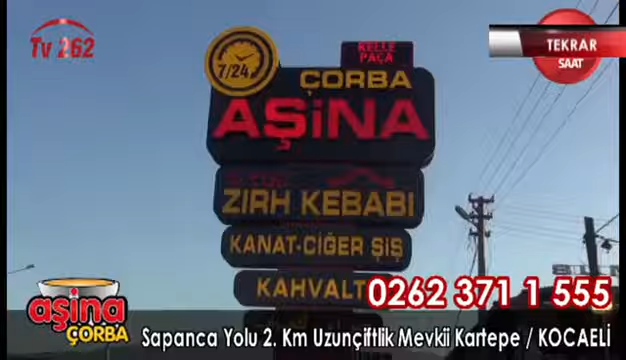 Tv 262
TEKRAR
SAAT
7/24
KELLE
PAÇA
ÇORBA
AŞİNA
ZIRH KEBABI
KANAT-CİĞER ŞİŞ
KAHVALT
0262 371 1 555
aşina
ÇORBA
Sapanca Yolu 2. Km Uzunçiftlik Mevkii Kartepe / KOCAELİ